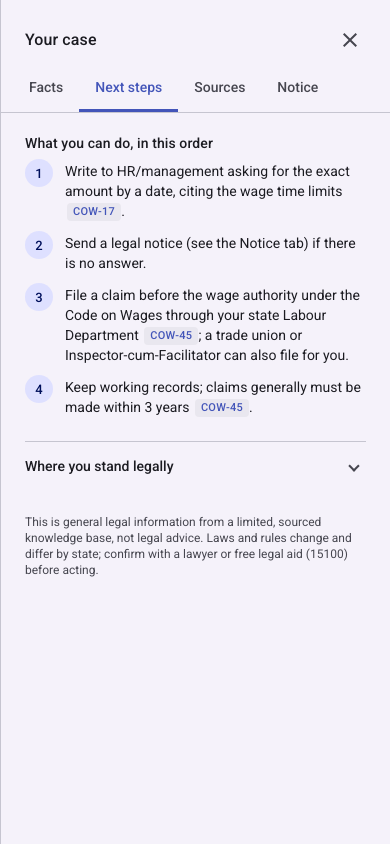 Your case
Facts
Next steps
Sources
Notice
What you can do, in this order
1
Write to HR/management asking for the exact
amount by a date, citing the wage time limits
COW-17 .
2
Send a legal notice (see the Notice tab) if there
is no answer.
3
File a claim before the wage authority under the
Code on Wages through your state Labour
Department COW-45 ; a trade union or
Inspector-cum-Facilitator can also file for you.
4
Keep working records; claims generally must be
made within 3 years COW-45 .
Where you stand legally
This is general legal information from a limited, sourced
knowledge base, not legal advice. Laws and rules change and
differ by state; confirm with a lawyer or free legal aid (15100)
before acting.